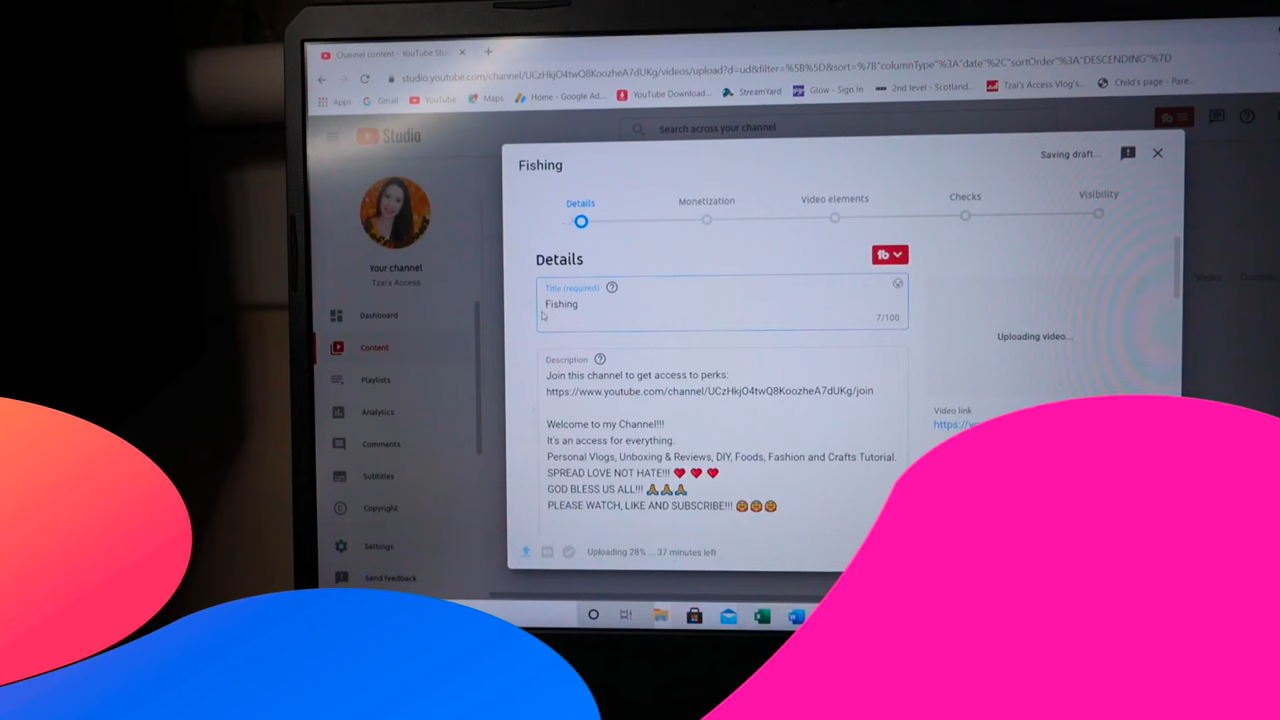 Channel content - YouTube Stu
studio.youtube.com/channel/UCzHkjO4twQ8KoozheA7dUKg/videos/upload?d=ud&filter=%5B%5D&sort=%7B"columnType"%3A"date"%2C"sortOrder"%3A"DESCENDING"%7D
Apps Gmail YouTube Maps Home - Google Ad... YouTube Download... StreamYard Glow - Sign in 2nd level - Scotland... Tzai's Access Vlog's... Child's page - Pare...
Studio
Search across your channel
Fishing
Saving draft...
Details
Monetization
Video elements
Checks
Visibility
Your channel
Tzai's Access
Dashboard
Content
Playlists
Analytics
Comments
Subtitles
Copyright
Settings
Send feedback
Details
Title (required)
Fishing
7/100
Description
Join this channel to get access to perks:
https://www.youtube.com/channel/UCzHkjO4twQ8KoozheA7dUKg/join
Welcome to my Channel!!!
It's an access for everything.
Personal Vlogs, Unboxing & Reviews, DIY, Foods, Fashion and Crafts Tutorial.
SPREAD LOVE NOT HATE!!! ❤️ ❤️ ❤️
GOD BLESS US ALL!!! 🙏🙏🙏
PLEASE WATCH, LIKE AND SUBSCRIBE!!!
Uploading video...
Video link
Uploading 28% ... 37 minutes left